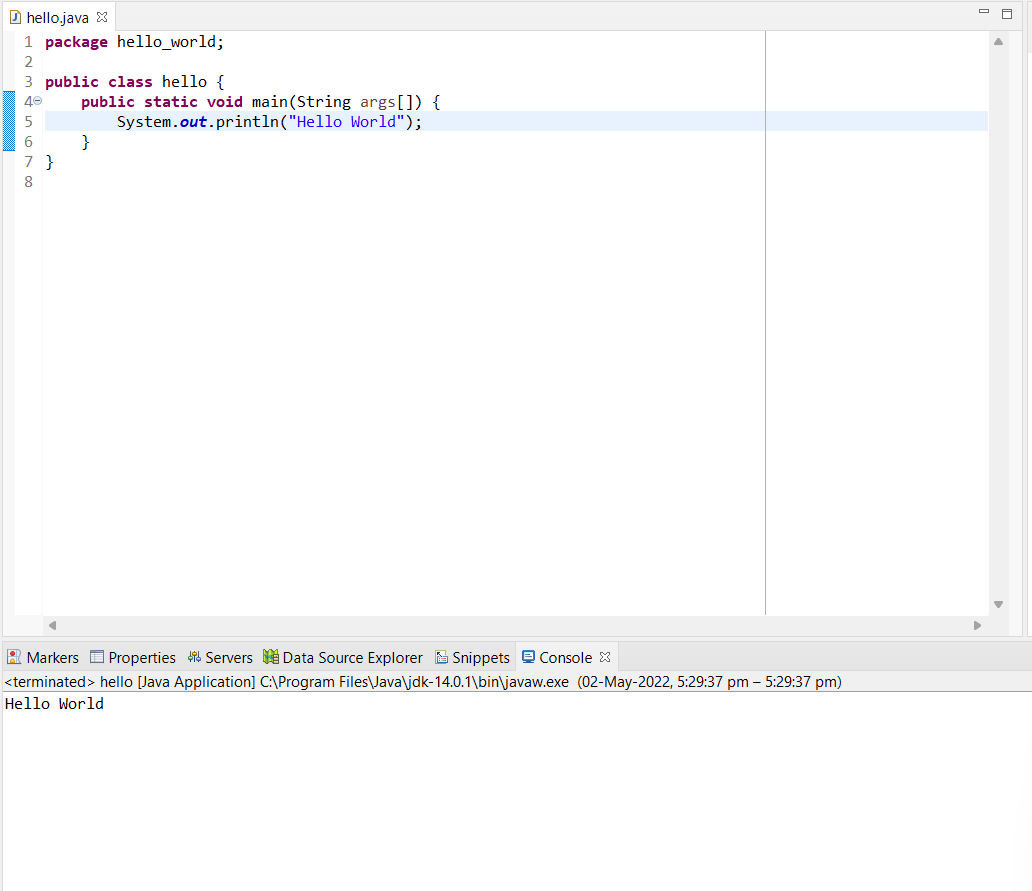 hello.java
1 package hello_world;
2
3 public class hello {
4     public static void main(String args[]) {
5         System.out.println("Hello World");
6     }
7 }
8
Markers Properties Servers Data Source Explorer Snippets Console
<terminated> hello [Java Application] C:\Program Files\Java\jdk-14.0.1\bin\javaw.exe (02-May-2022, 5:29:37 pm – 5:29:37 pm)
Hello World